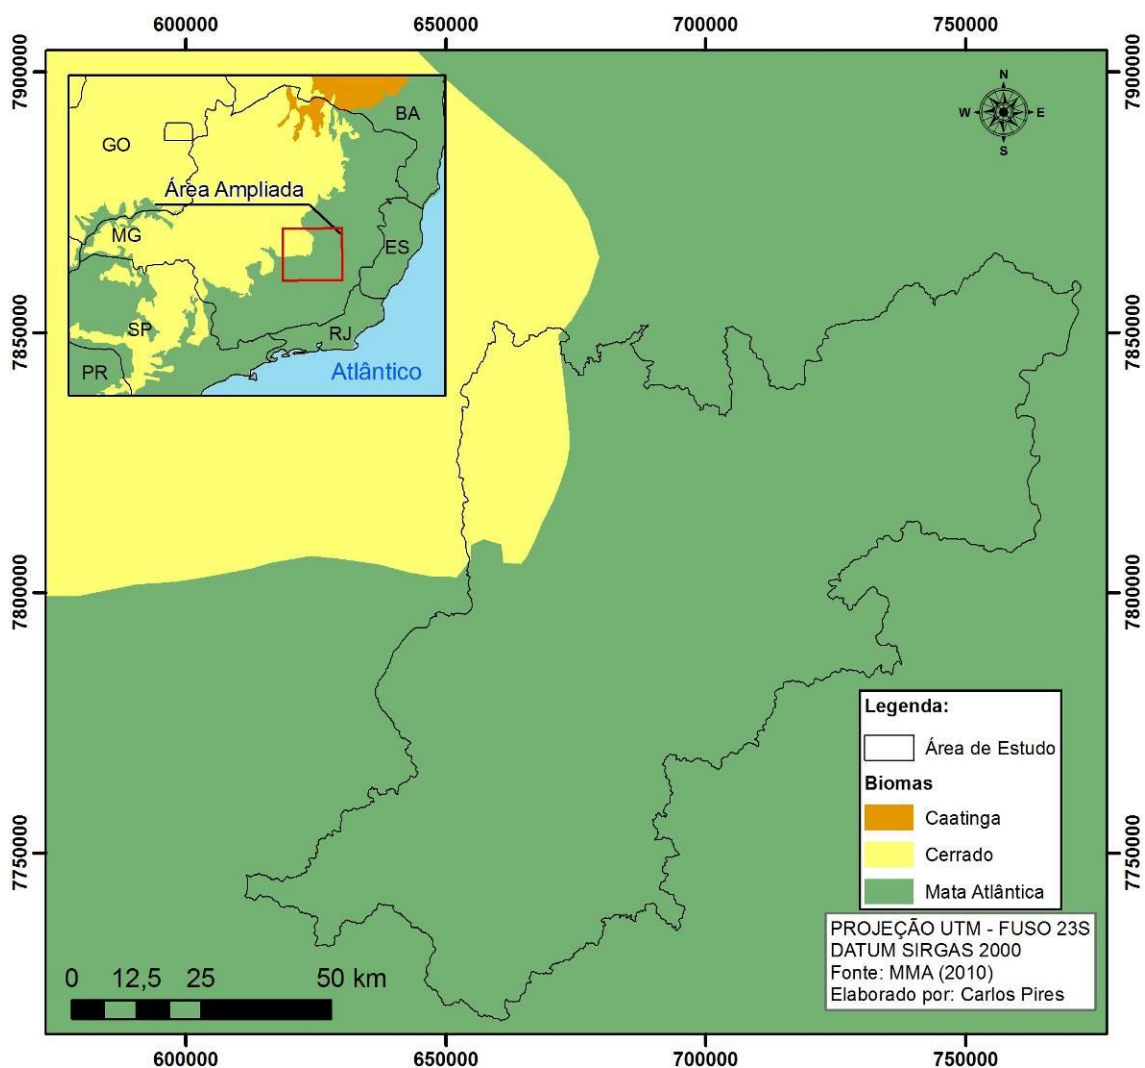 600000
650000
700000
750000
7900000
7850000
7800000
7750000
7900000
7850000
7800000
7750000
GO
BA
Área Ampliada
MG
ES
SP
RJ
PR
Atlântico
N
W
E
S
Legenda:
Área de Estudo
Biomas
Caatinga
Cerrado
Mata Atlântica
PROJEÇÃO UTM - FUSO 23S
DATUM SIRGAS 2000
Fonte: MMA (2010)
Elaborado por: Carlos Pires
0 12,5 25 50 km
600000
650000
700000
750000